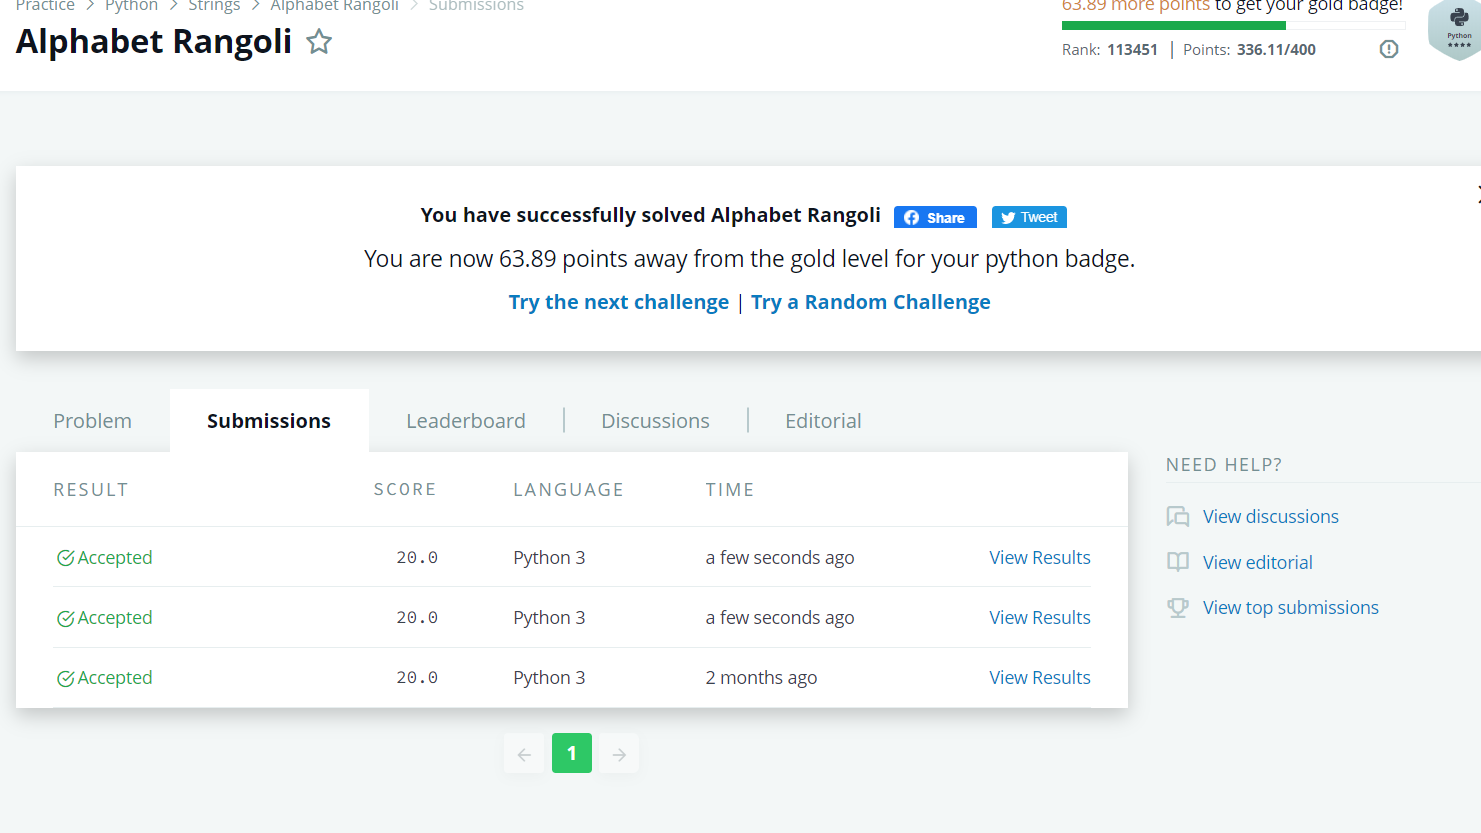 Practice > Python > Strings > Alphabet Rangoli > Submissions
Alphabet Rangoli
63.89 more points to get your gold badge!
Rank: 113451 | Points: 336.11/400
Python
You have successfully solved Alphabet Rangoli Share Tweet
You are now 63.89 points away from the gold level for your python badge.
Try the next challenge | Try a Random Challenge
Problem Submissions Leaderboard | Discussions | Editorial
RESULT SCORE LANGUAGE TIME
Accepted 20.0 Python 3 a few seconds ago View Results
Accepted 20.0 Python 3 a few seconds ago View Results
Accepted 20.0 Python 3 2 months ago View Results
1
NEED HELP?
View discussions
View editorial
View top submissions